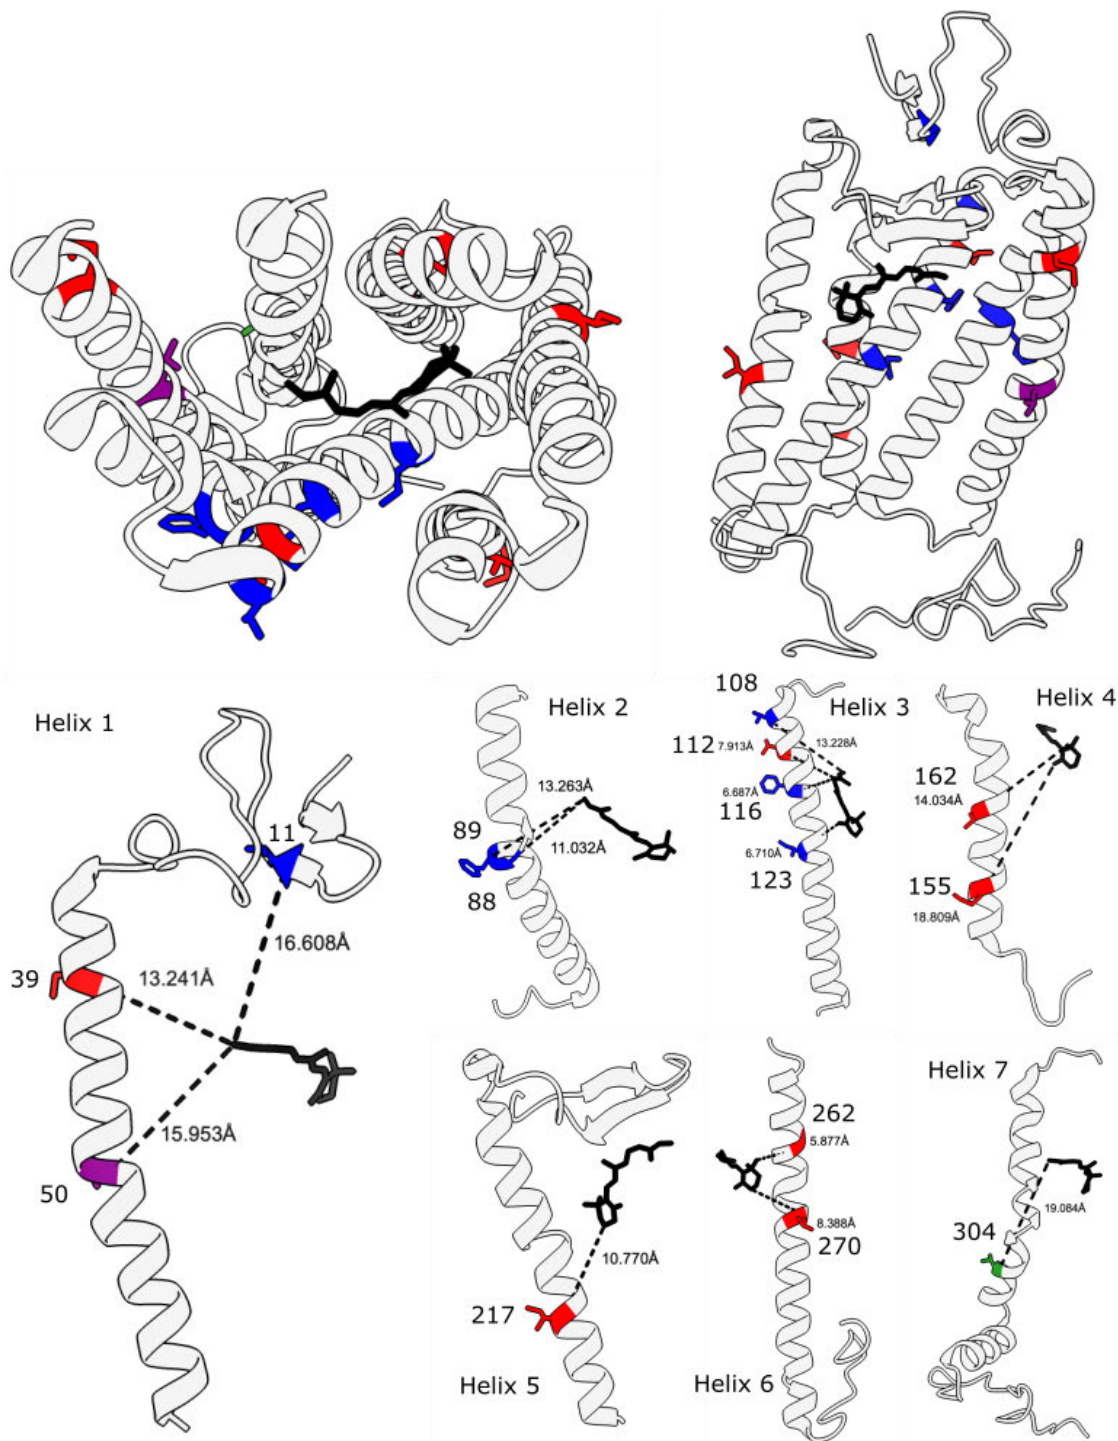 Helix 1
11
16.608Å
39
13.241Å
15.953Å
50
Helix 2
13.263Å
89
11.032Å
88
108
Helix 3
112
7.913Å
13.228Å
6.687Å
116
6.710Å
123
Helix 4
162
14.034Å
155
18.809Å
10.770Å
217
Helix 5
262
5.877Å
8.388Å
270
Helix 6
Helix 7
19.084Å
304